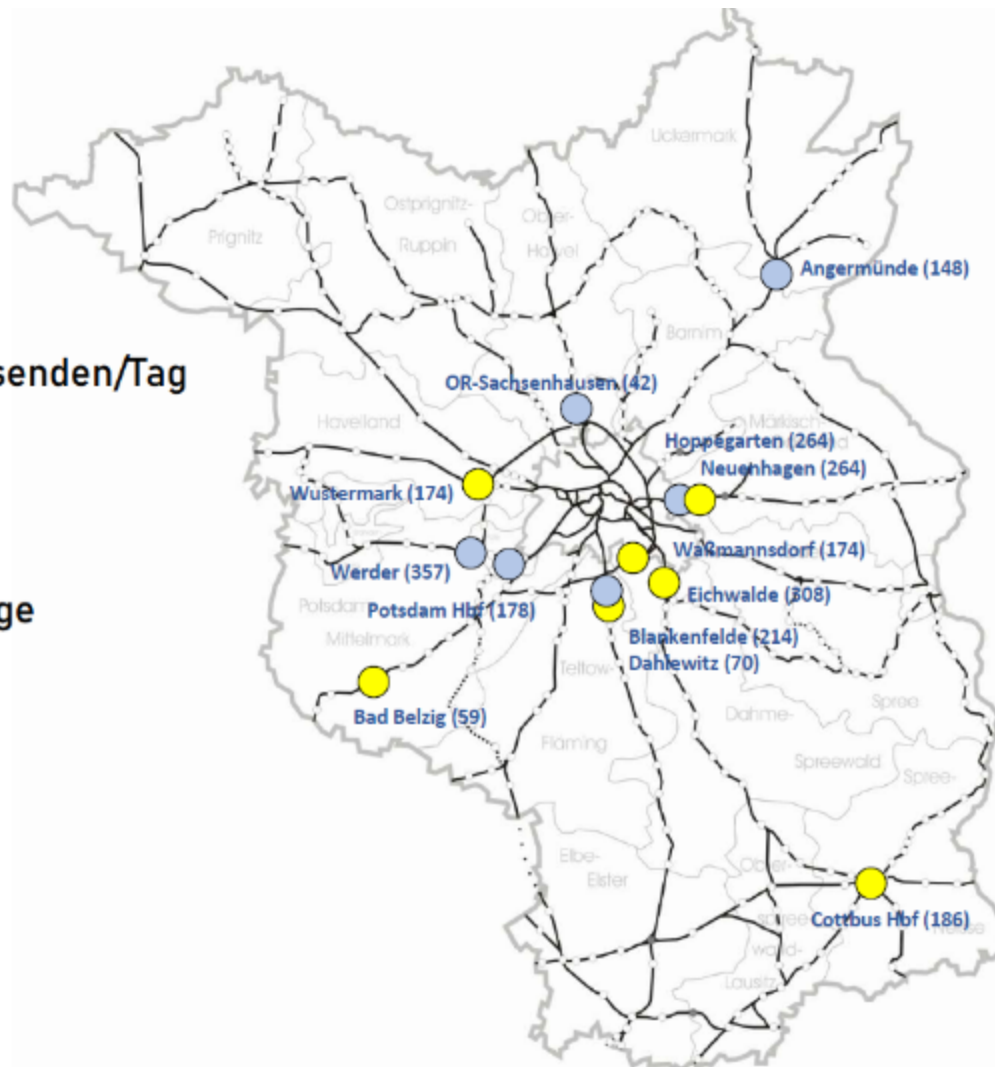 Uckermark
Ostprignitz-
Ruppin
Ober-
Havel
Prignitz
Angermünde (148)
Barnim
senden/Tag
OR-Sachsenhausen (42)
Havelland
Märkisch-
Hoppegarten (264)
Neuenhagen (264)
Wustermark (174)
Waßmannsdorf (174)
Werder (357)
Eichwalde (308)
Potsdam
Potsdam Hbf (178)
ge
Mittelmark
Blankenfelde (214)
Teltow-
Dahlewitz (70)
Bad Belzig (59)
Dahme-
Spree
Fläming
Spreewald
Spree-
Elbe-
Elster
Ober-
Cottbus Hbf (186)
spree-
Neisse
wald-
Lausitz